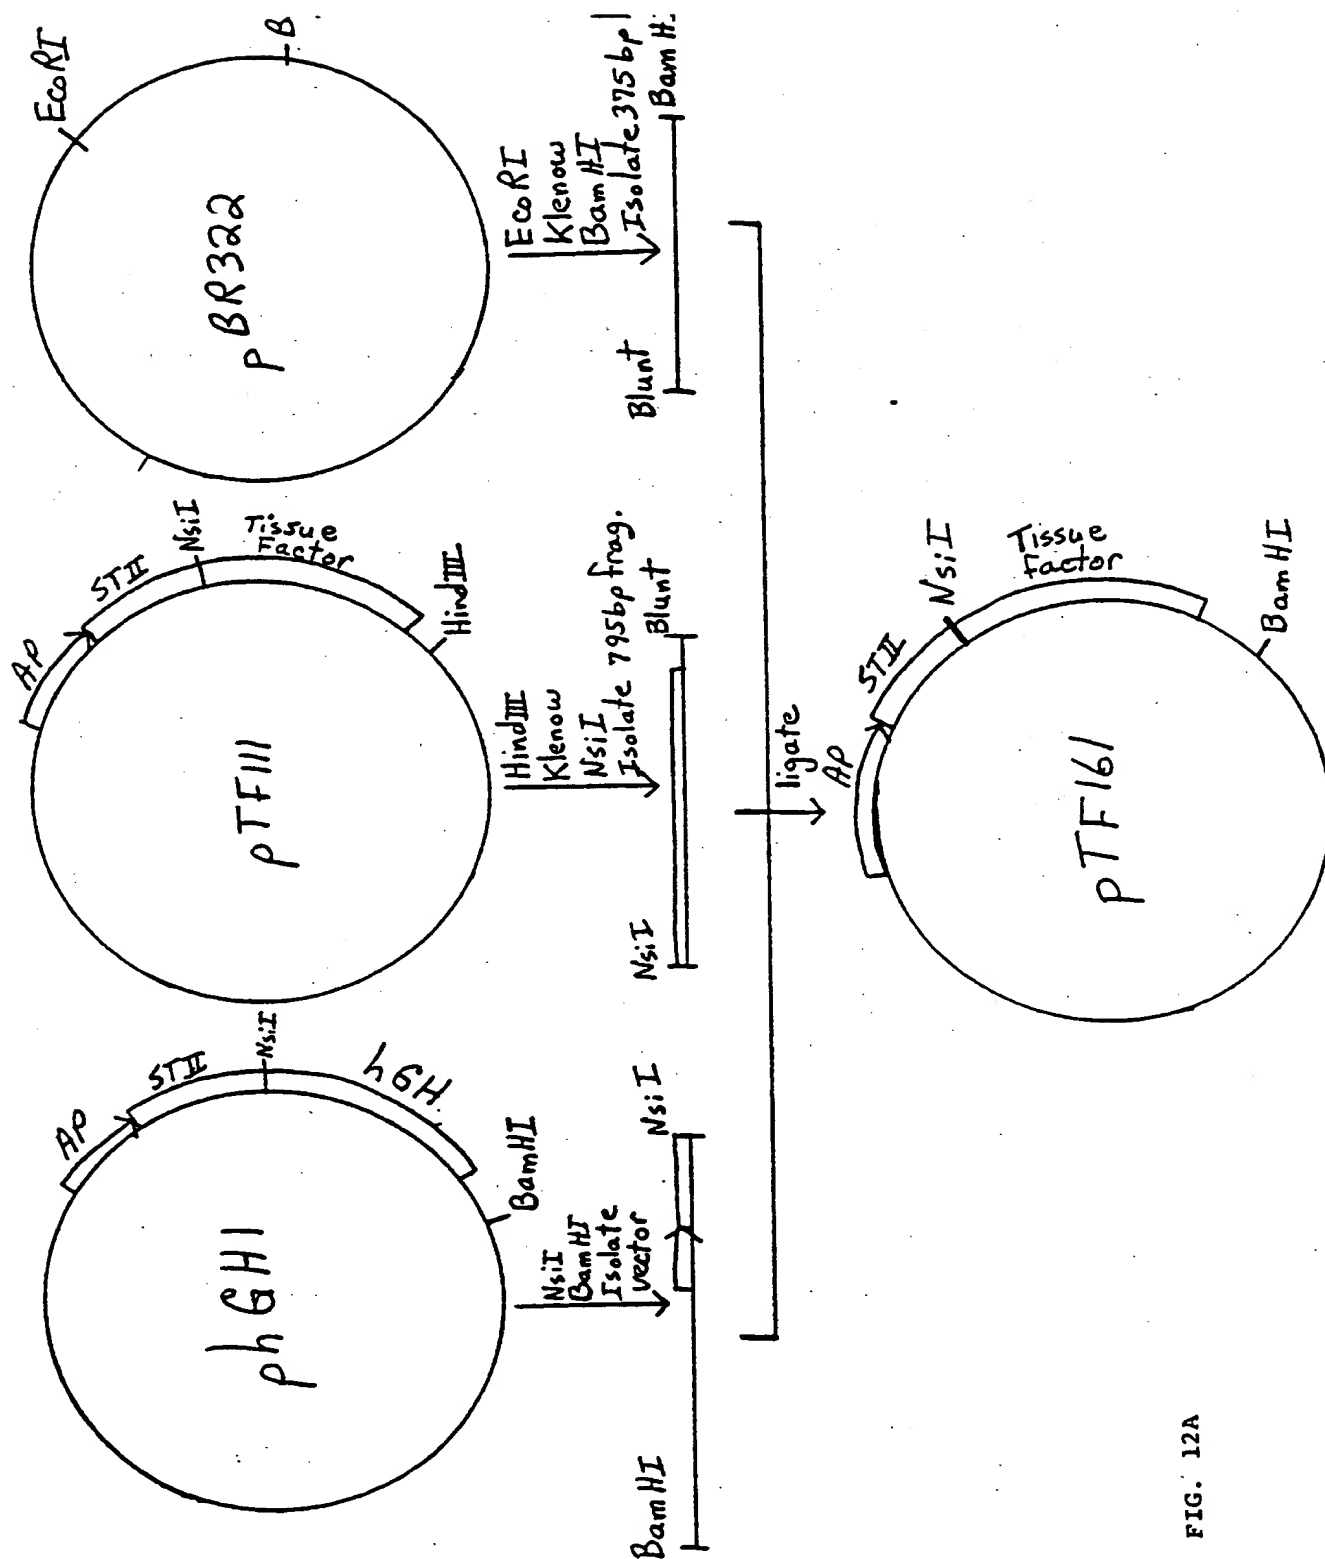 AP
STII
NsiI
hGH
BamHI
phGH1
NsiI
BamHI
Isolate
vector
BamHI
NsiI
AP
STII
NsiI
Tissue
Factor
HindIII
pTF111
HindIII
Klenow
NsiI
Isolate 795bp frag.
NsiI
Blunt
EcoRI
B
pBR322
EcoRI
Klenow
BamHI
Isolate 375bp
Blunt
Bam H
ligate
AP
STII
NsiI
Tissue
Factor
BamHI
pTF161
FIG. 12A